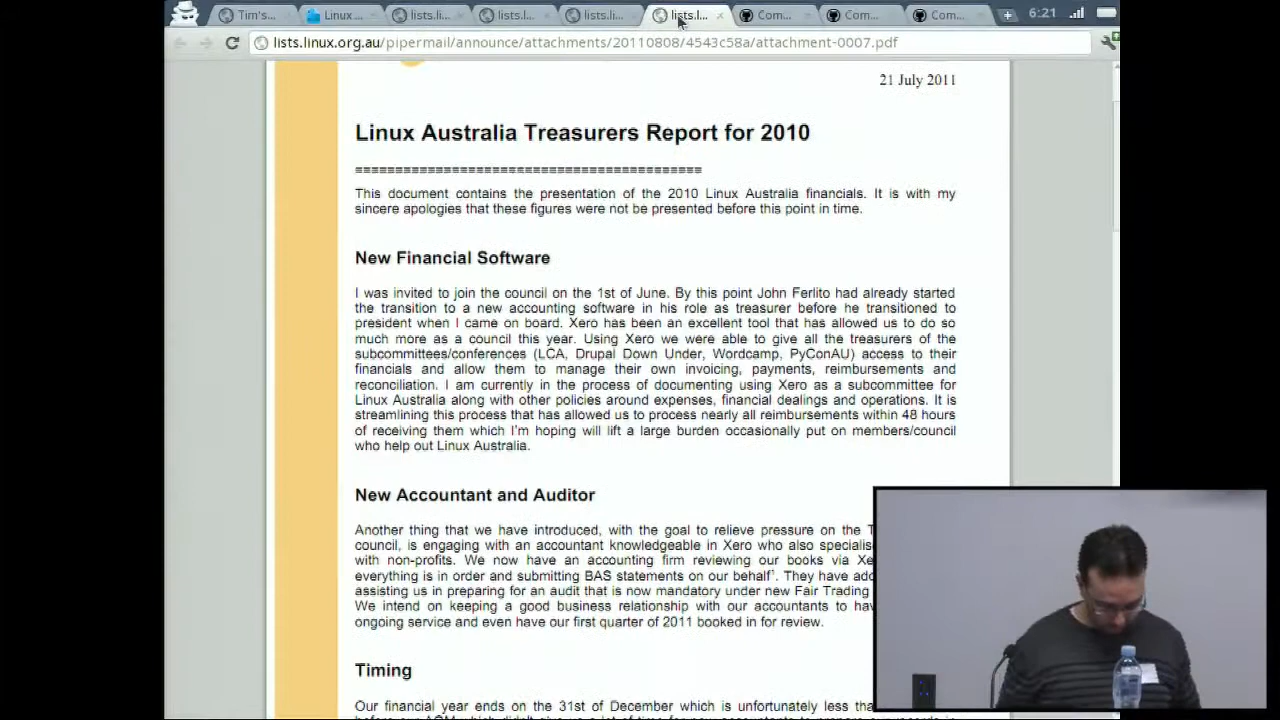 Tim's.. Linux .. lists.li.. lists.l.. lists.l.. lists.l... Com... Com... Com... 6:21
lists.linux.org.au/pipermail/announce/attachments/20110808/4543c58a/attachment-0007.pdf
21 July 2011
Linux Australia Treasurers Report for 2010
============================================
This document contains the presentation of the 2010 Linux Australia financials. It is with my
sincere apologies that these figures were not be presented before this point in time.
New Financial Software
I was invited to join the council on the 1st of June. By this point John Ferlito had already started
the transition to a new accounting software in his role as treasurer before he transitioned to
president when I came on board. Xero has been an excellent tool that has allowed us to do so
much more as a council this year. Using Xero we were able to give all the treasurers of the
subcommittees/conferences (LCA, Drupal Down Under, Wordcamp, PyConAU) access to their
financials and allow them to manage their own invoicing, payments, reimbursements and
reconciliation. I am currently in the process of documenting using Xero as a subcommittee for
Linux Australia along with other policies around expenses, financial dealings and operations. It is
streamlining this process that has allowed us to process nearly all reimbursements within 48 hours
of receiving them which I'm hoping will lift a large burden occasionally put on members/council
who help out Linux Australia.
New Accountant and Auditor
Another thing that we have introduced, with the goal to relieve pressure on the T
council, is engaging with an accountant knowledgeable in Xero who also specialis
with non-profits. We now have an accounting firm reviewing our books via Xe
everything is in order and submitting BAS statements on our behalf¹. They have add
assisting us in preparing for an audit that is now mandatory under new Fair Trading
We intend on keeping a good business relationship with our accountants to hav
ongoing service and even have our first quarter of 2011 booked in for review.
Timing
Our financial year ends on the 31st of December which is unfortunately less tha